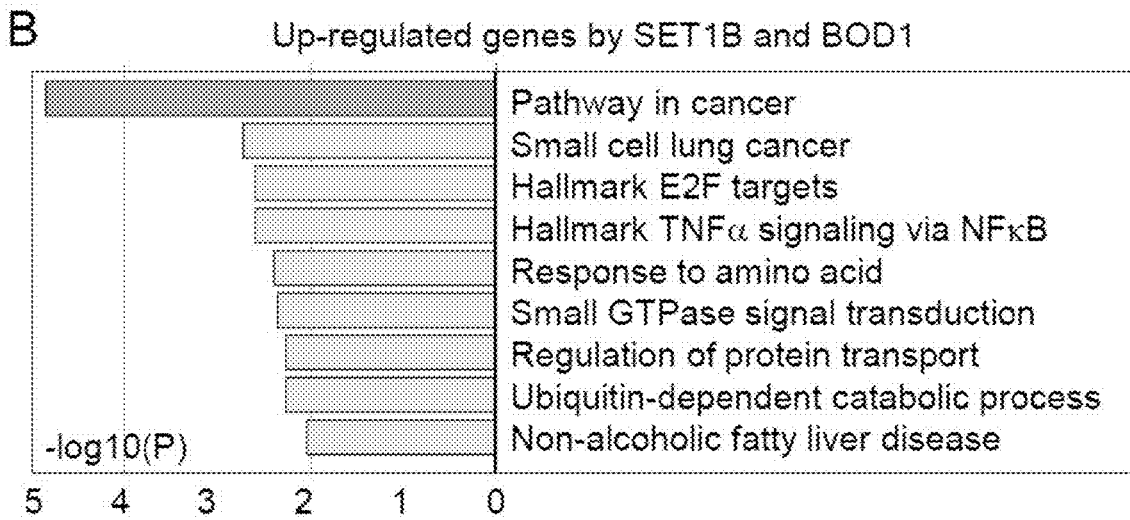 B
Up-regulated genes by SET1B and BOD1
Pathway in cancer
Small cell lung cancer
Hallmark E2F targets
Hallmark TNFα signaling via NFκB
Response to amino acid
Small GTPase signal transduction
Regulation of protein transport
Ubiquitin-dependent catabolic process
Non-alcoholic fatty liver disease
-log10(P)
5 4 3 2 1 0